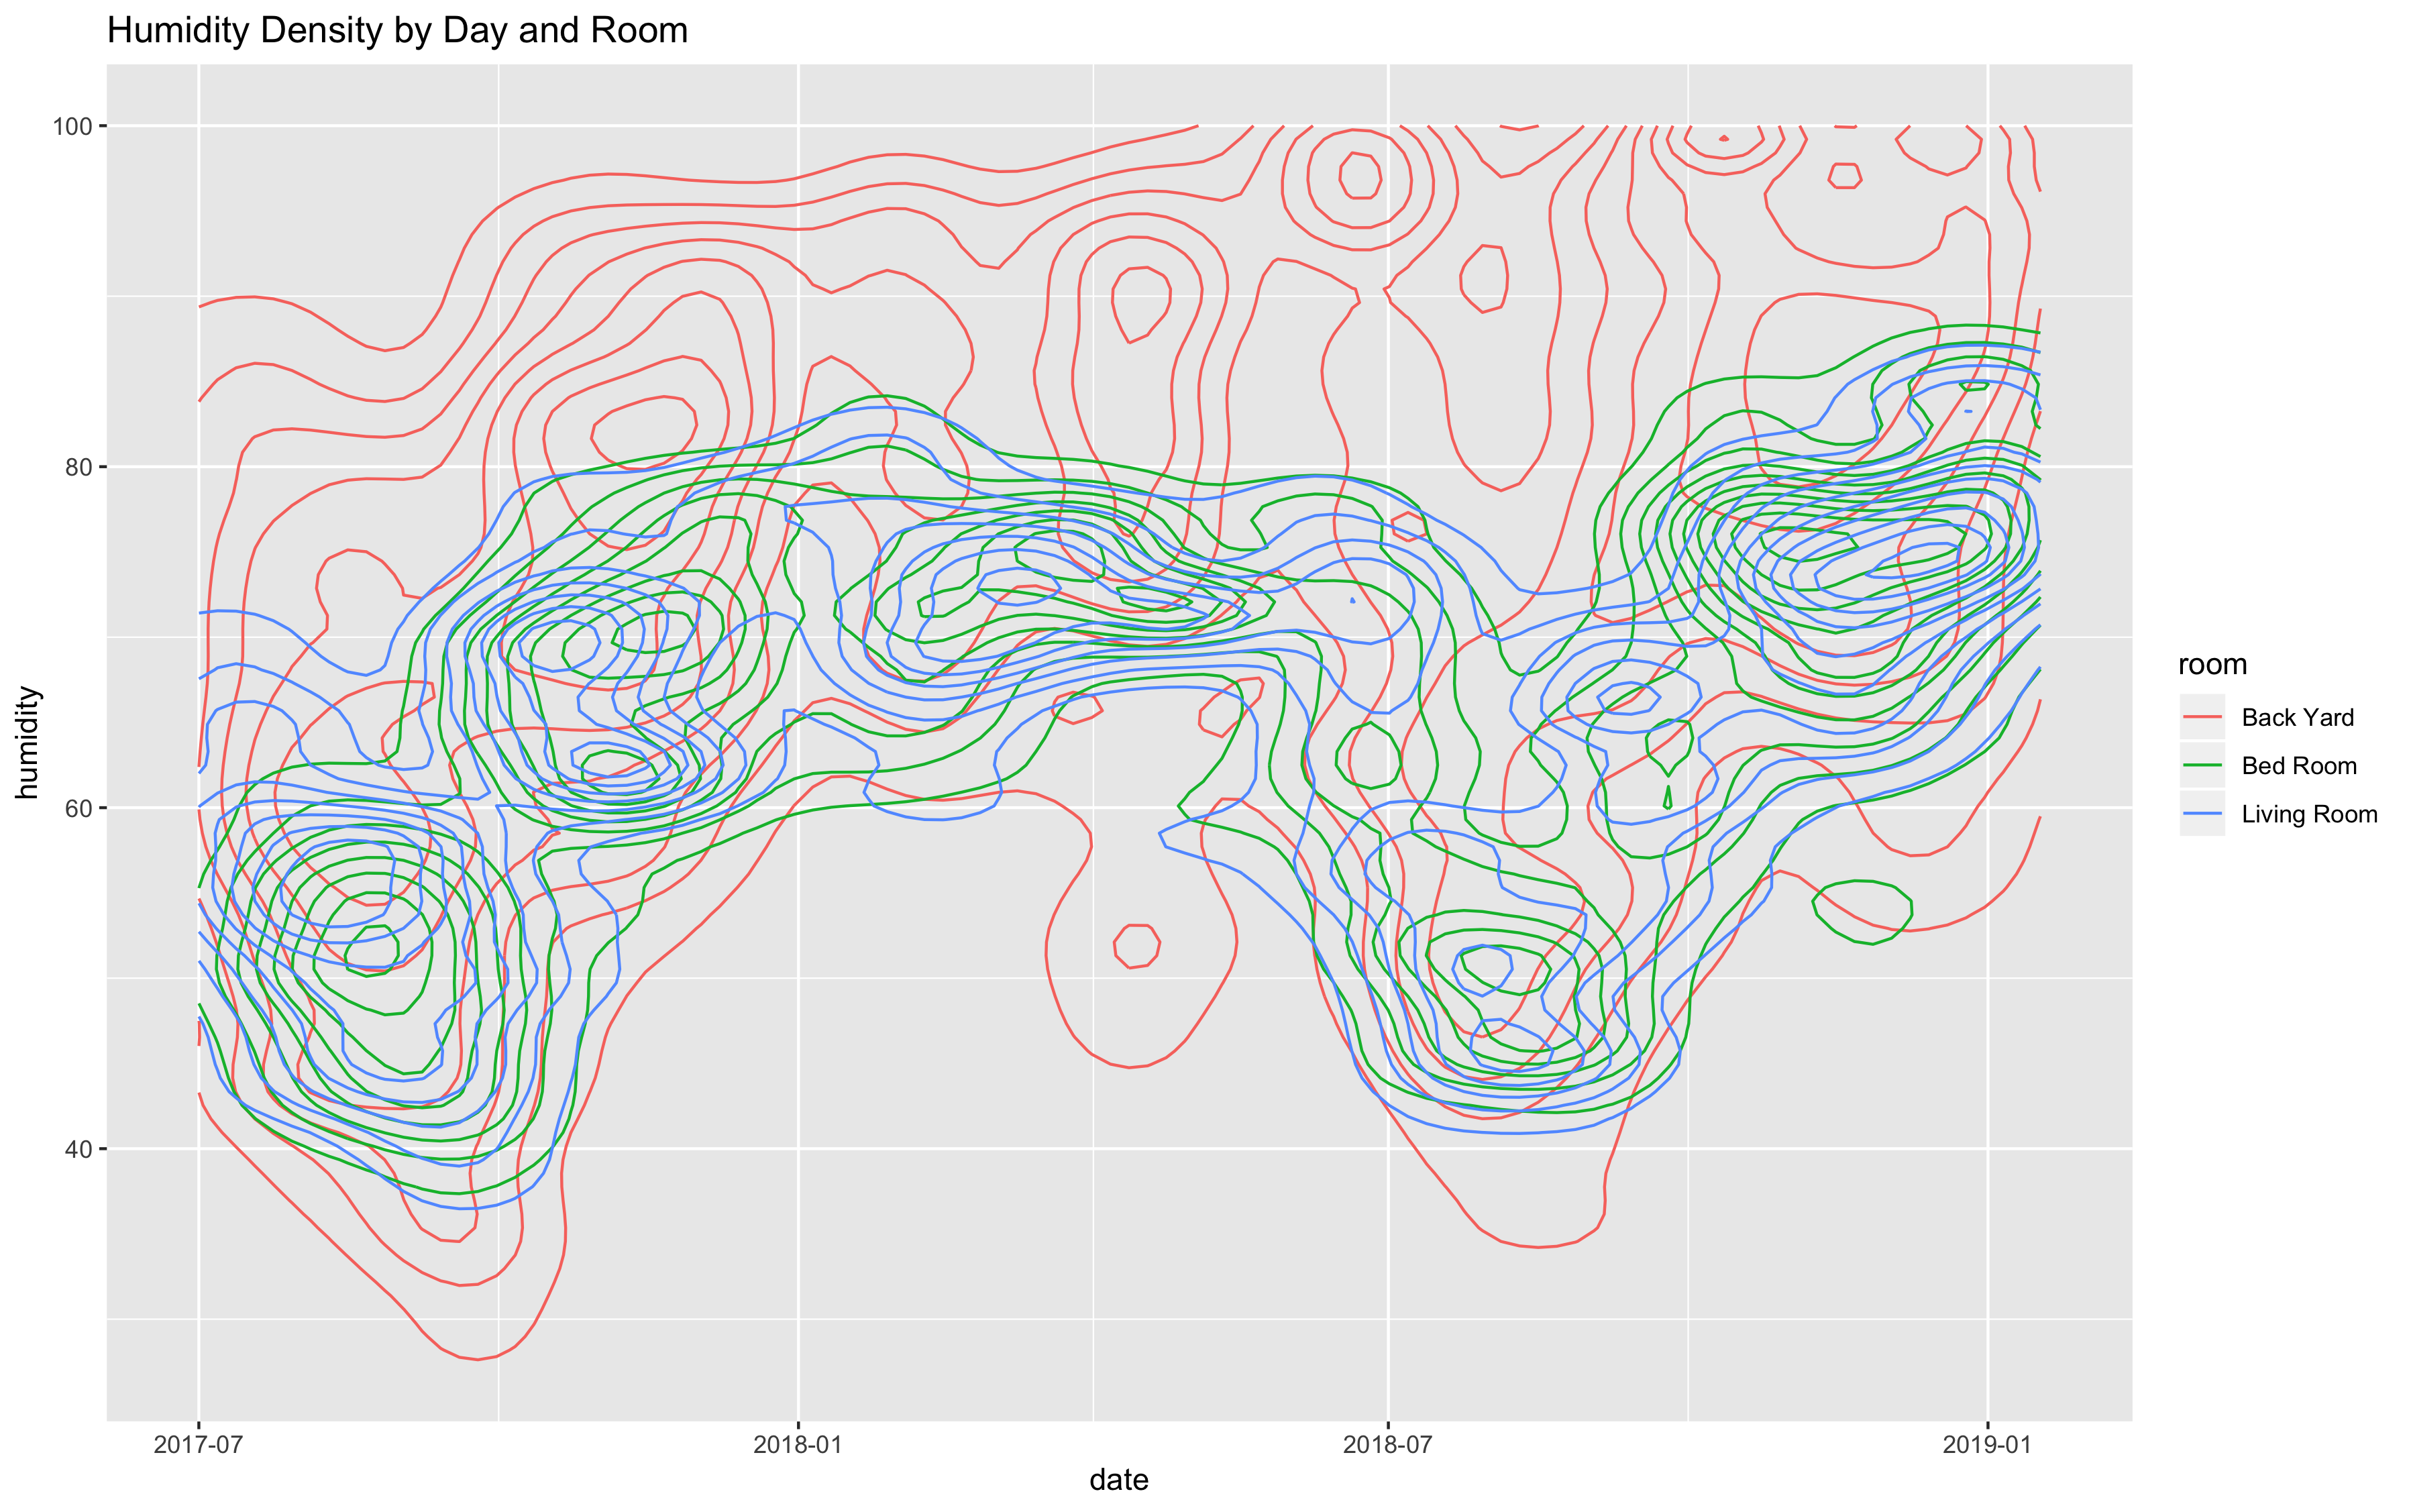 Humidity Density by Day and Room
100
80
60
40
humidity
2017-07
2018-01
2018-07
2019-01
date
room
Back Yard
Bed Room
Living Room